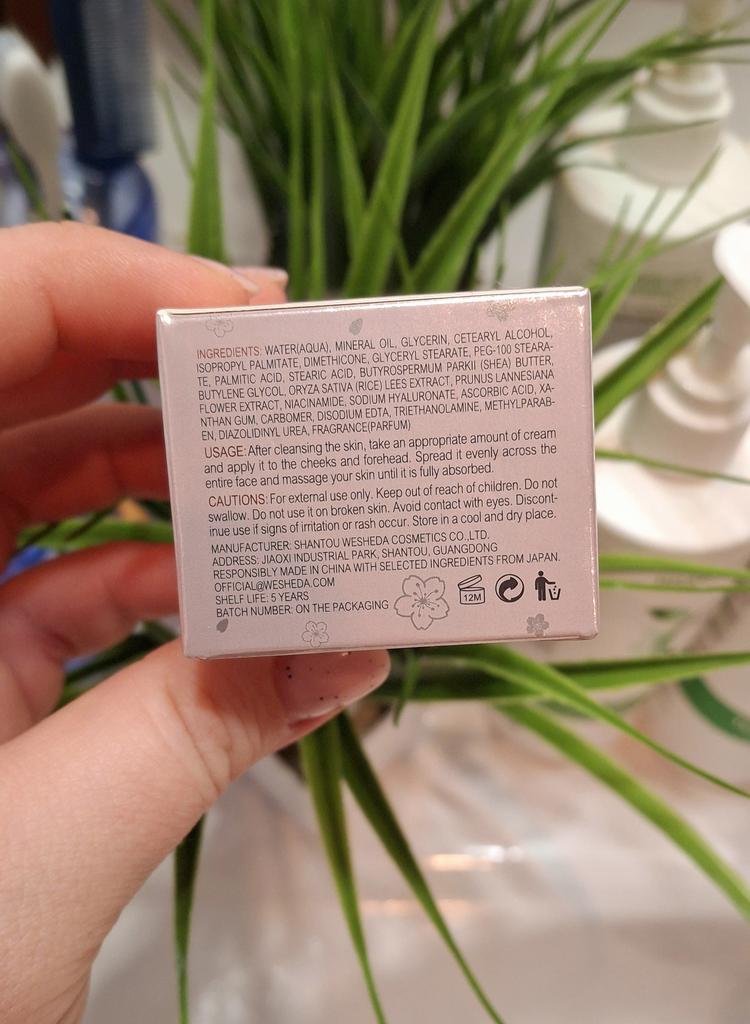 INGREDIENTS: WATER(AQUA), MINERAL OIL, GLYCERIN, CETEARYL ALCOHOL,
ISOPROPYL PALMITATE, DIMETHICONE, GLYCERYL STEARATE, PEG-100 STEARA-
TE, PALMITIC ACID, STEARIC ACID, BUTYROSPERMUM PARKII (SHEA) BUTTER,
BUTYLENE GLYCOL, ORYZA SATIVA (RICE) LEES EXTRACT, PRUNUS LANNESIANA
FLOWER EXTRACT, NIACINAMIDE, SODIUM HYALURONATE, ASCORBIC ACID, XA-
NTHAN GUM, CARBOMER, DISODIUM EDTA, TRIETHANOLAMINE, METHYLPARAB-
EN, DIAZOLIDINYL UREA, FRAGRANCE(PARFUM)
USAGE: After cleansing the skin, take an appropriate amount of cream
and apply it to the cheeks and forehead. Spread it evenly across the
entire face and massage your skin until it is fully absorbed.
CAUTIONS: For external use only. Keep out of reach of children. Do not
swallow. Do not use it on broken skin. Avoid contact with eyes. Discont-
inue use if signs of irritation or rash occur. Store in a cool and dry place.
MANUFACTURER: SHANTOU WESHEDA COSMETICS CO.,LTD.
ADDRESS: JIAOXI INDUSTRIAL PARK, SHANTOU, GUANGDONG
RESPONSIBLY MADE IN CHINA WITH SELECTED INGREDIENTS FROM JAPAN.
OFFICIAL@WESHEDA.COM
SHELF LIFE: 5 YEARS
BATCH NUMBER: ON THE PACKAGING
12M